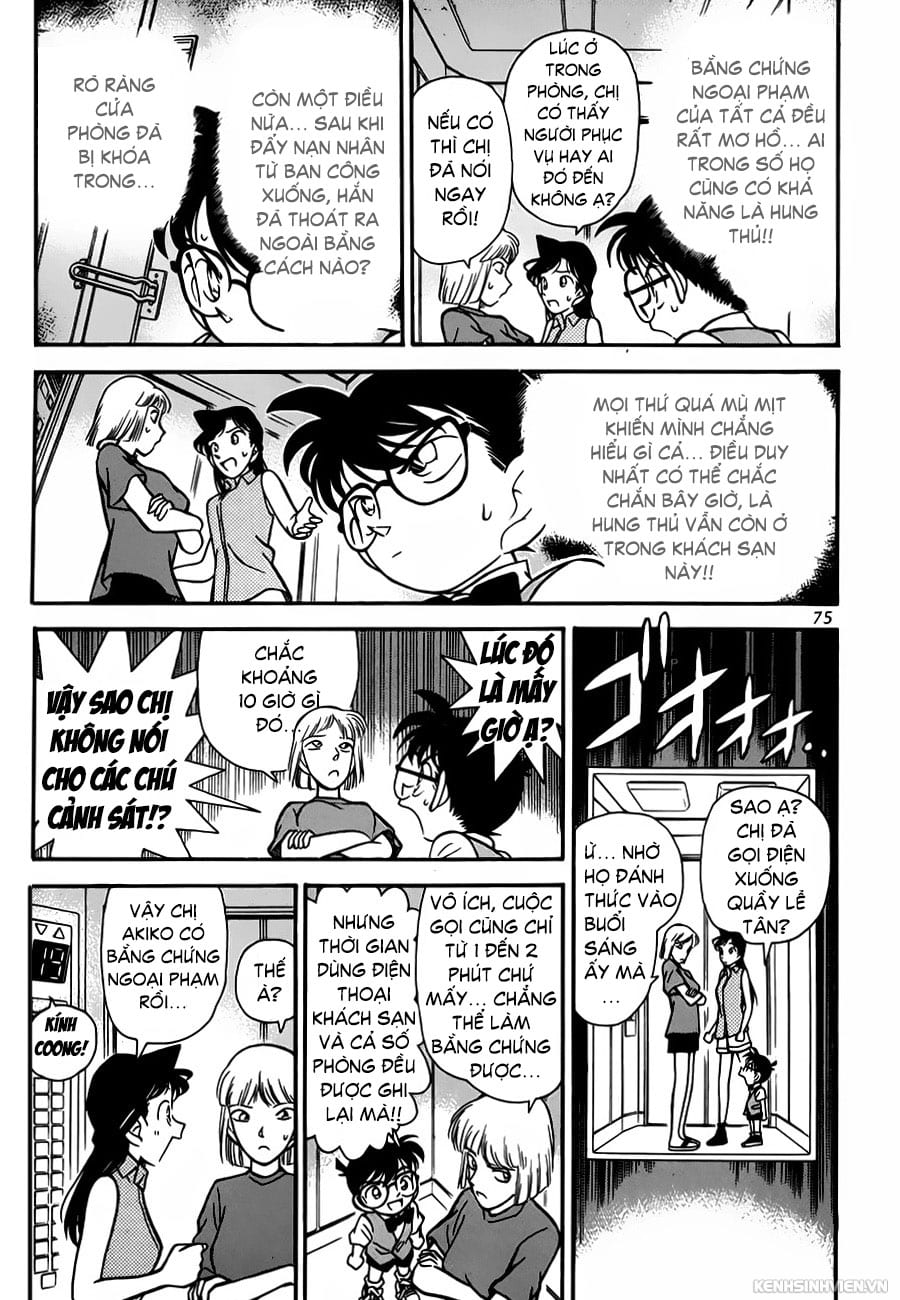 BẰNG CHỨNG
NGOẠI PHẠM
CỦA TẤT CẢ ĐỀU
RẤT MƠ HỒ... AI
TRONG SỐ HỌ
CŨNG CÓ KHẢ
NĂNG LÀ HUNG
THỦ!!
LÚC Ở
TRONG
PHÒNG, CHỊ
CÓ THẤY
NGƯỜI PHỤC
VỤ HAY AI
ĐÓ ĐẾN
KHÔNG Ạ?
NẾU CÓ
THÌ CHỊ
ĐÃ NÓI
NGAY
RỒI!
CÒN MỘT ĐIỀU
NỮA... SAU KHI
ĐẨY NẠN NHÂN
TỪ BAN CÔNG
XUỐNG, HẮN
ĐÃ THOÁT RA
NGOÀI BẰNG
CÁCH NÀO?
RÕ RÀNG
CỬA
PHÒNG ĐÃ
BỊ KHÓA
TRONG...
MỌI THỨ QUÁ MÙ MỊT
KHIẾN MÌNH CHẲNG
HIỂU GÌ CẢ... ĐIỀU DUY
NHẤT CÓ THỂ CHẮC
CHẮN BÂY GIỜ, LÀ
HUNG THỦ VẪN CÒN Ở
TRONG KHÁCH SẠN
NÀY!!
75
ゴオオォ‥
SAO Ạ?
CHỊ ĐÃ
GỌI ĐIỆN
XUỐNG
QUẦY LỄ
TÂN?
Ừ... NHỜ
HỌ ĐÁNH
THỨC VÀO
BUỔI
SÁNG
ẤY MÀ
...
LÚC ĐÓ
LÀ MẤY
GIỜ Ạ?
CHẮC
KHOẢNG
10 GIỜ GÌ
ĐÓ...
VẬY SAO CHỊ
KHÔNG NÓI
CHO CÁC CHÚ
CẢNH SÁT!?
VÔ ÍCH, CUỘC
GỌI CŨNG CHỈ
TỪ 1 ĐẾN 2
PHÚT CHỨ
MẤY... CHẲNG
THỂ LÀM
BẰNG CHỨNG
ĐƯỢC...
NHƯNG
THỜI GIAN
DÙNG ĐIỆN
THOẠI
KHÁCH SẠN
VÀ CẢ SỐ
PHÒNG ĐỀU
ĐƯỢC GHI
LẠI MÀ!!
THẾ
À?
VẬY CHỊ
AKIKO CÓ
BẰNG CHỨNG
NGOẠI PHẠM
RỒI...
19
KÍNH
COONG!
KENHSINHVIEN.VN